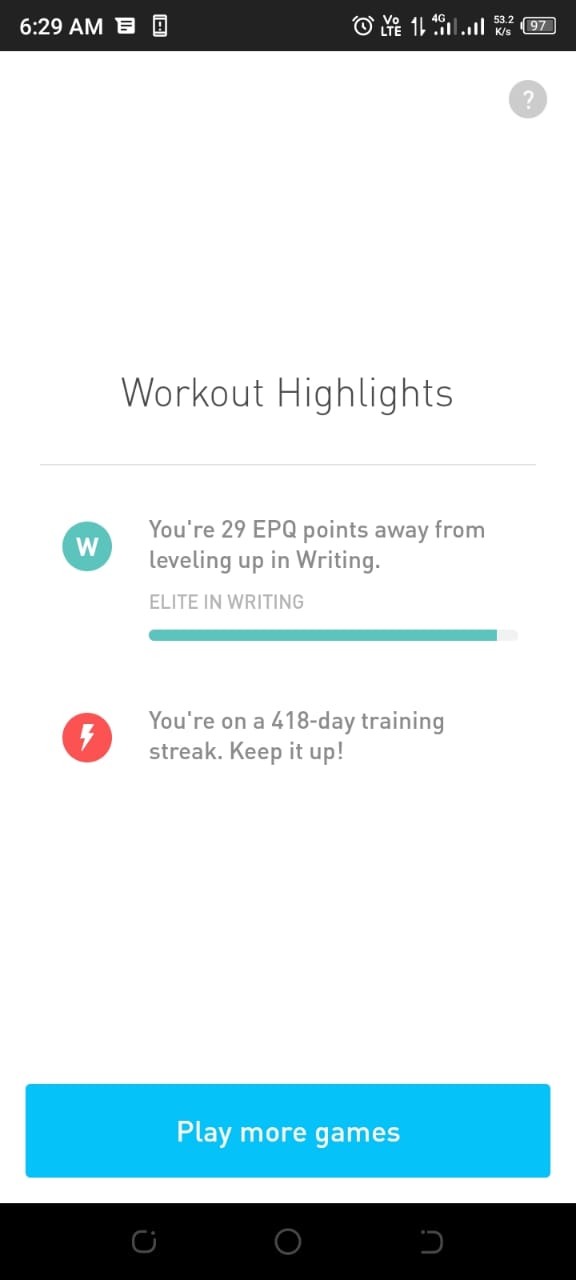 6:29 AM
Vo
LTE
4G
53.2
K/s
97
?
Workout Highlights
W
You're 29 EPQ points away from
leveling up in Writing.
ELITE IN WRITING
You're on a 418-day training
streak. Keep it up!
Play more games